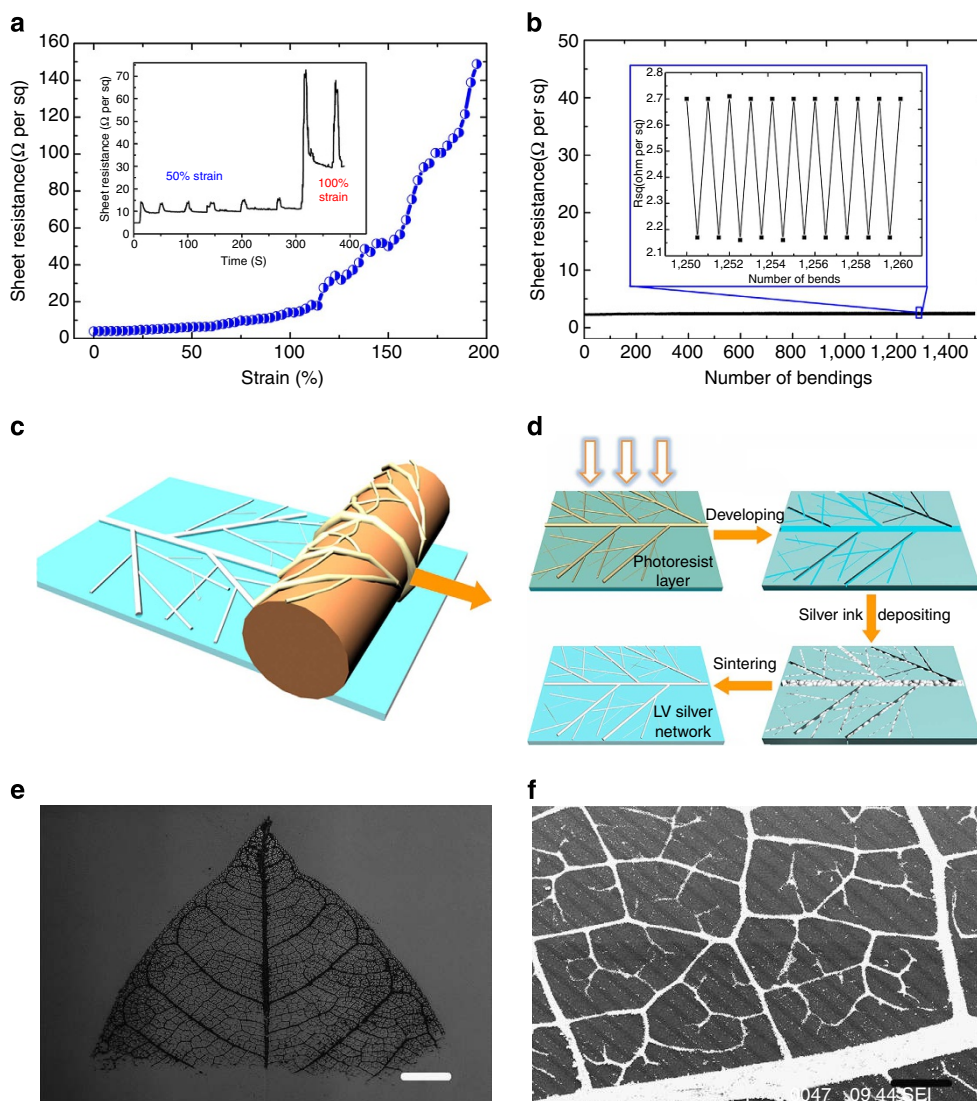 a
Sheet resistance(Ω per sq)
160
140
120
100
80
60
40
20
0
0
50
100
150
200
Strain (%)
Sheet resistance (Ω per sq)
70
60
50
40
30
20
10
0
0
100
200
300
400
Time (S)
50% strain
100%
strain
b
Sheet resistance(Ω per sq)
50
40
30
20
10
0
0
200
400
600
800
1,000
1,200
1,400
Number of bendings
Rsq(ohm per sq)
2.8
2.7
2.6
2.5
2.4
2.3
2.2
2.1
1,250
1,252
1,254
1,256
1,258
1,260
Number of bends
c
d
Photoresist
layer
Developing
Silver ink depositing
Sintering
LV silver
network
e
f
047 09.44 SEI